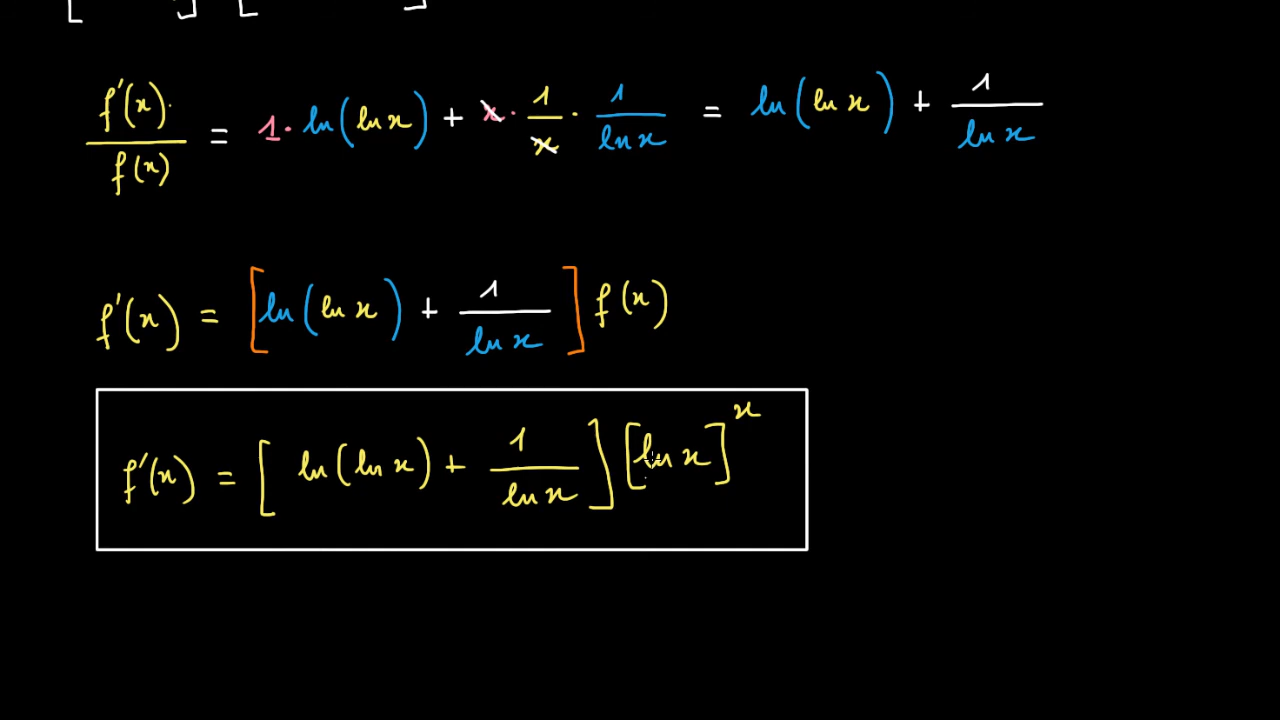 f'(x)/f(x) = 1 · ln(ln x) + x · 1/x · 1/ln x = ln(ln x) + 1/ln x
f'(x) = [ln(ln x) + 1/ln x] f(x)
f'(x) = [ln(ln x) + 1/ln x] [ln x]^x